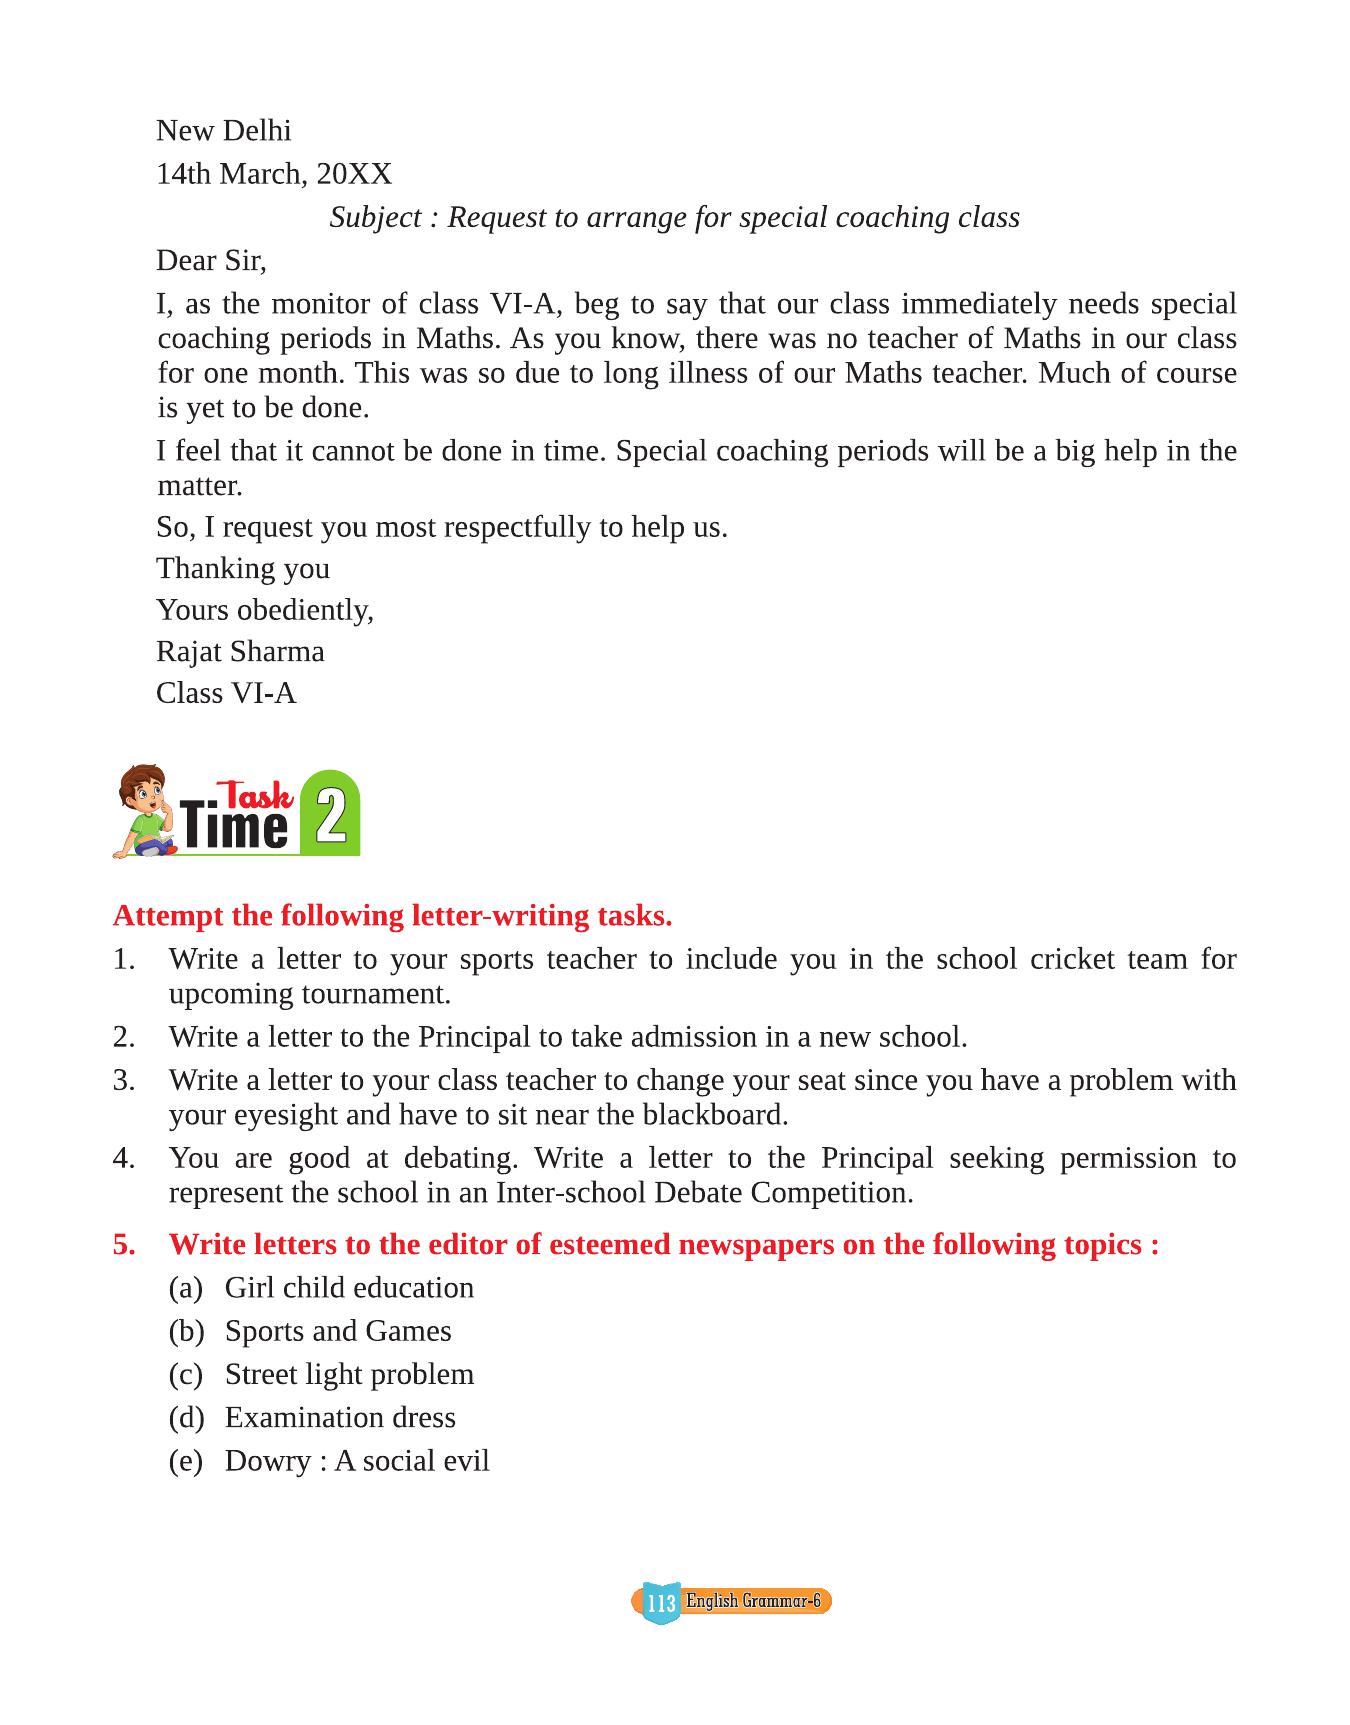 New Delhi
14th March, 20XX
Subject : Request to arrange for special coaching class
Dear Sir,
I, as the monitor of class VI-A, beg to say that our class immediately needs special
coaching periods in Maths. As you know, there was no teacher of Maths in our class
for one month. This was so due to long illness of our Maths teacher. Much of course
is yet to be done.
I feel that it cannot be done in time. Special coaching periods will be a big help in the
matter.
So, I request you most respectfully to help us.
Thanking you
Yours obediently,
Rajat Sharma
Class VI-A
Task
Time 2
Attempt the following letter-writing tasks.
1. Write a letter to your sports teacher to include you in the school cricket team for
upcoming tournament.
2. Write a letter to the Principal to take admission in a new school.
3. Write a letter to your class teacher to change your seat since you have a problem with
your eyesight and have to sit near the blackboard.
4. You are good at debating. Write a letter to the Principal seeking permission to
represent the school in an Inter-school Debate Competition.
5. Write letters to the editor of esteemed newspapers on the following topics :
(a) Girl child education
(b) Sports and Games
(c) Street light problem
(d) Examination dress
(e) Dowry : A social evil
113 English Grammar-6